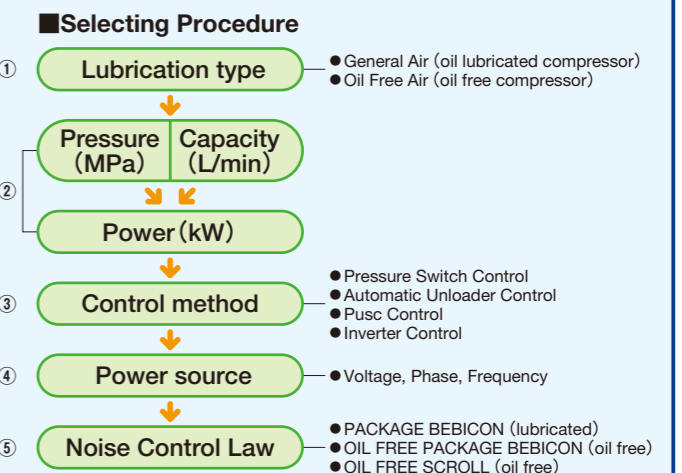 ■Selecting Procedure
① Lubrication type
●General Air (oil lubricated compressor)
●Oil Free Air (oil free compressor)
②
Pressure (MPa)
Capacity (L/min)
Power (kW)
③ Control method
●Pressure Switch Control
●Automatic Unloader Control
●Pusc Control
●Inverter Control
④ Power source
●Voltage, Phase, Frequency
⑤ Noise Control Law
●PACKAGE BEBICON (lubricated)
●OIL FREE PACKAGE BEBICON (oil free)
●OIL FREE SCROLL (oil free)